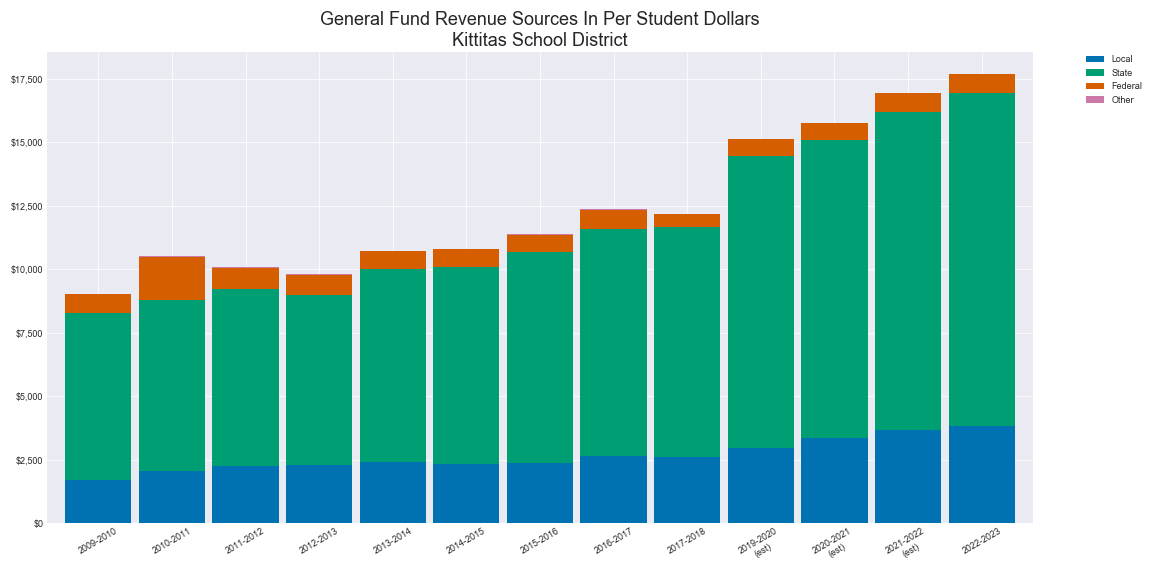 General Fund Revenue Sources In Per Student Dollars
Kittitas School District
Local
State
Federal
Other
$17,500
$15,000
$12,500
$10,000
$7,500
$5,000
$2,500
$0
2009-2010
2010-2011
2011-2012
2012-2013
2013-2014
2014-2015
2015-2016
2016-2017
2017-2018
2019-2020
(est)
2020-2021
(est)
2021-2022
(est)
2022-2023